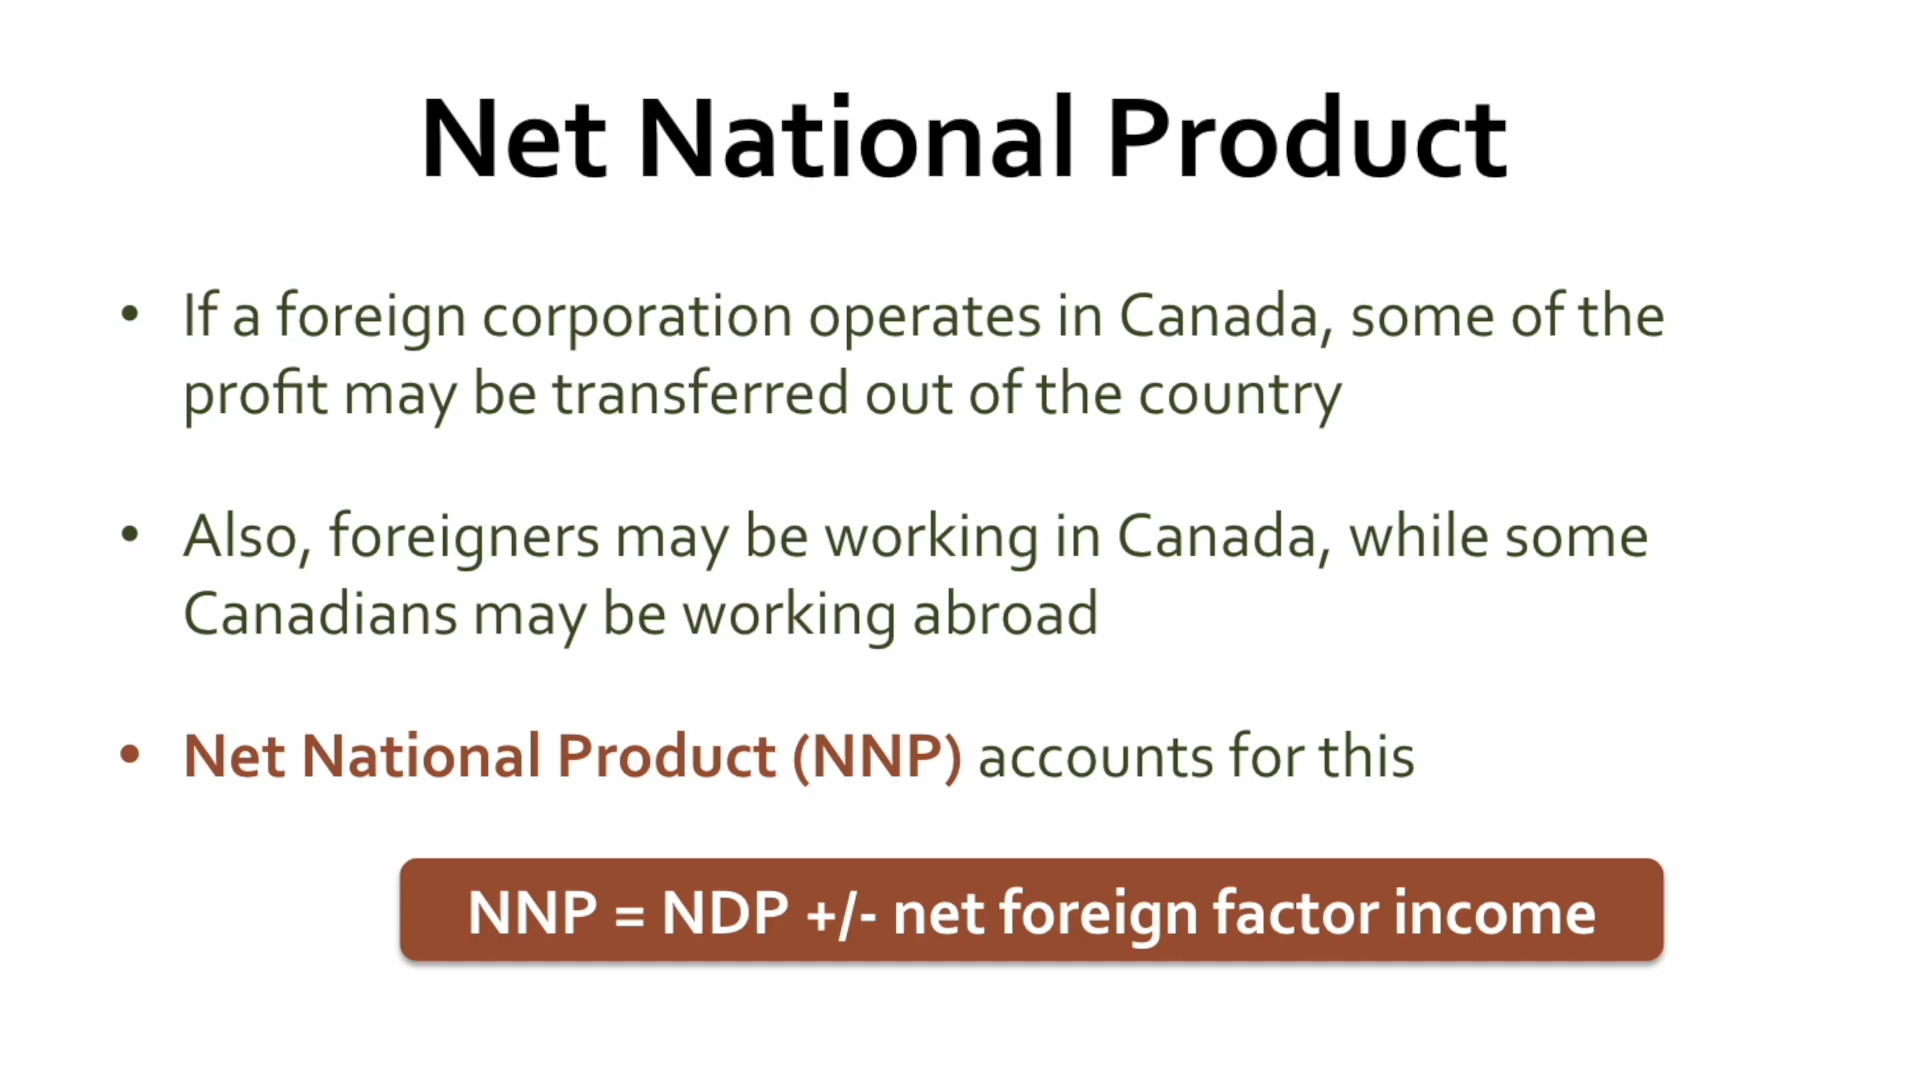 Net National Product
• If a foreign corporation operates in Canada, some of the
profit may be transferred out of the country
• Also, foreigners may be working in Canada, while some
Canadians may be working abroad
• Net National Product (NNP) accounts for this
NNP = NDP +/- net foreign factor income